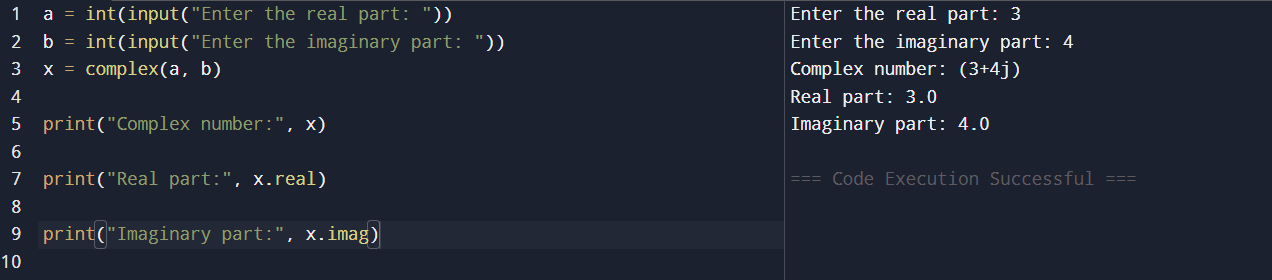 1 a = int(input("Enter the real part: "))
2 b = int(input("Enter the imaginary part: "))
3 x = complex(a, b)
4
5 print("Complex number:", x)
6
7 print("Real part:", x.real)
8
9 print("Imaginary part:", x.imag)
10
Enter the real part: 3
Enter the imaginary part: 4
Complex number: (3+4j)
Real part: 3.0
Imaginary part: 4.0
=== Code Execution Successful ===